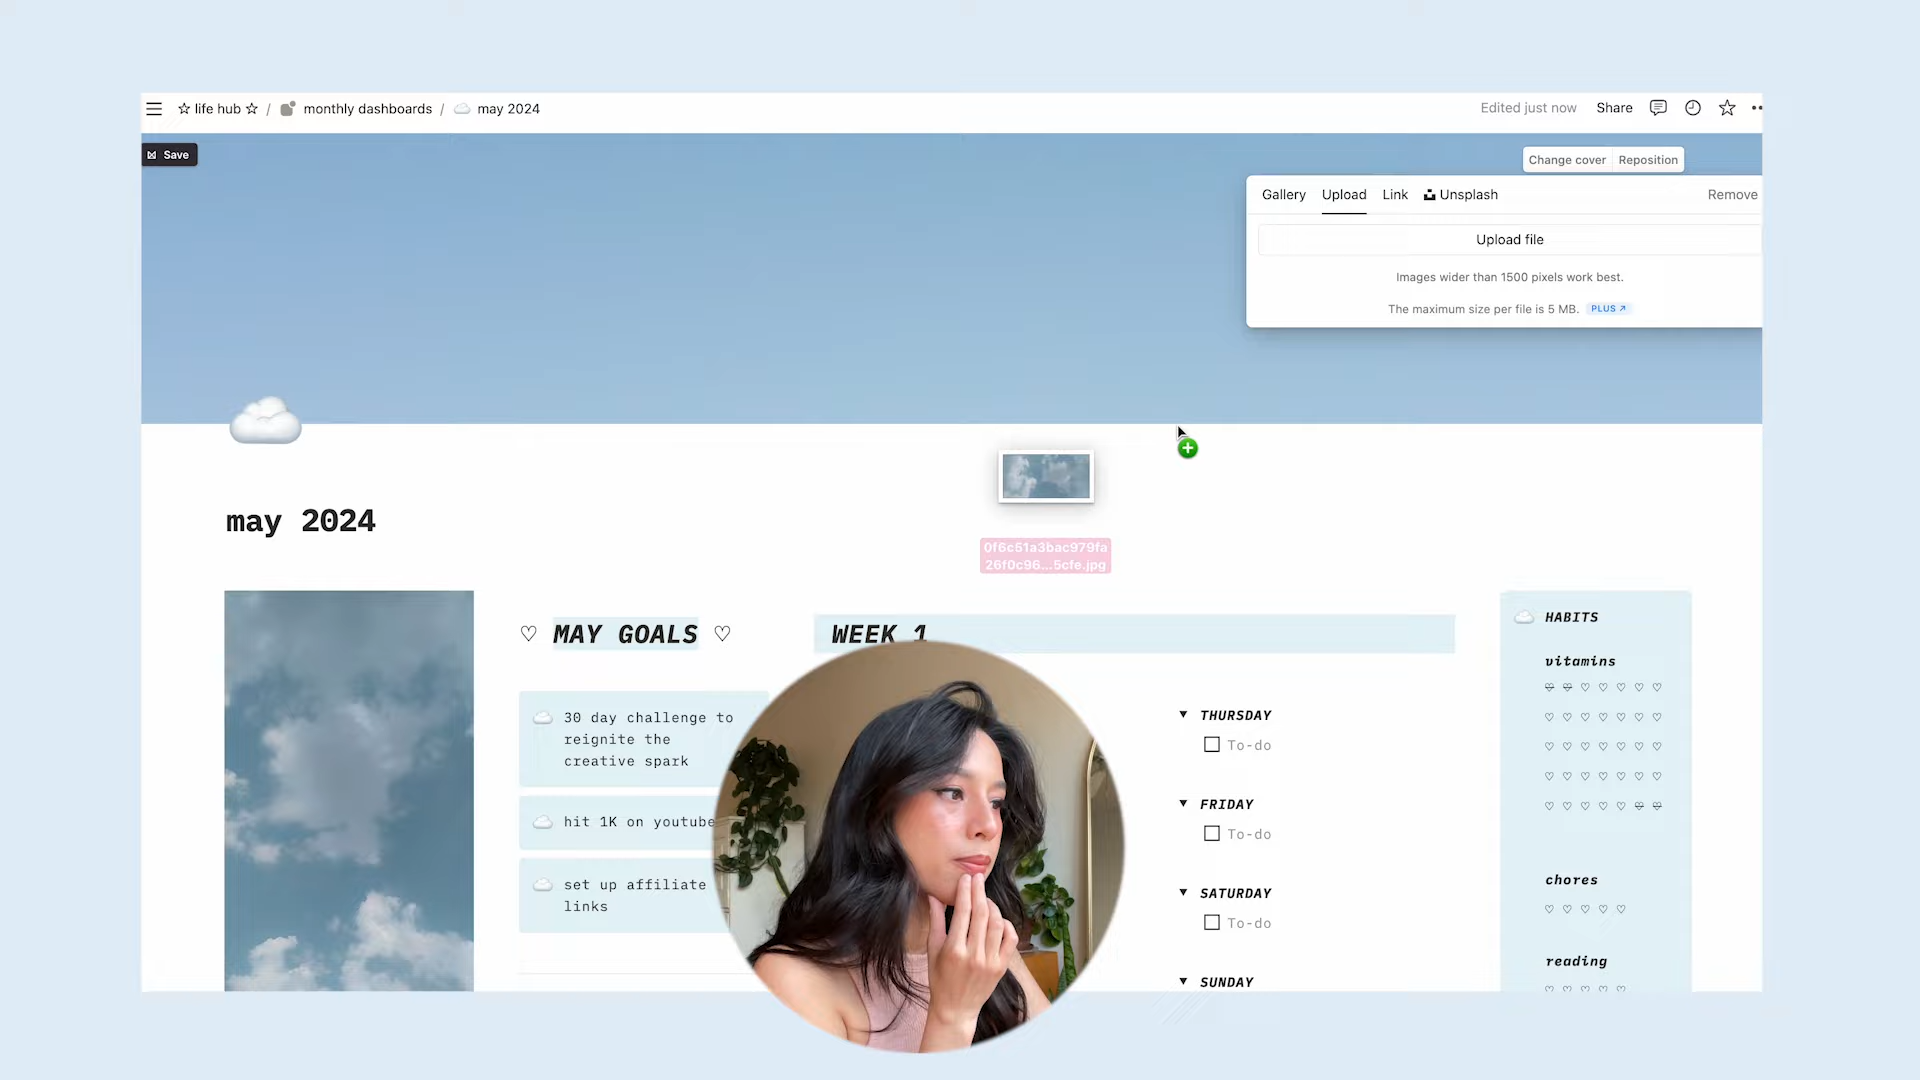 ☆ life hub ☆ / monthly dashboards / may 2024
Edited just now Share
Save
Change cover Reposition
Gallery Upload Link Unsplash Remove
Upload file
Images wider than 1500 pixels work best.
The maximum size per file is 5 MB. PLUS ↗
may 2024
0f6c51a3bac979fa
26f0c96...5cfe.jpg
♡ MAY GOALS ♡
30 day challenge to
reignite the
creative spark
hit 1K on youtube
set up affiliate
links
WEEK 1
THURSDAY
To-do
FRIDAY
To-do
SATURDAY
To-do
SUNDAY
HABITS
vitamins
chores
reading